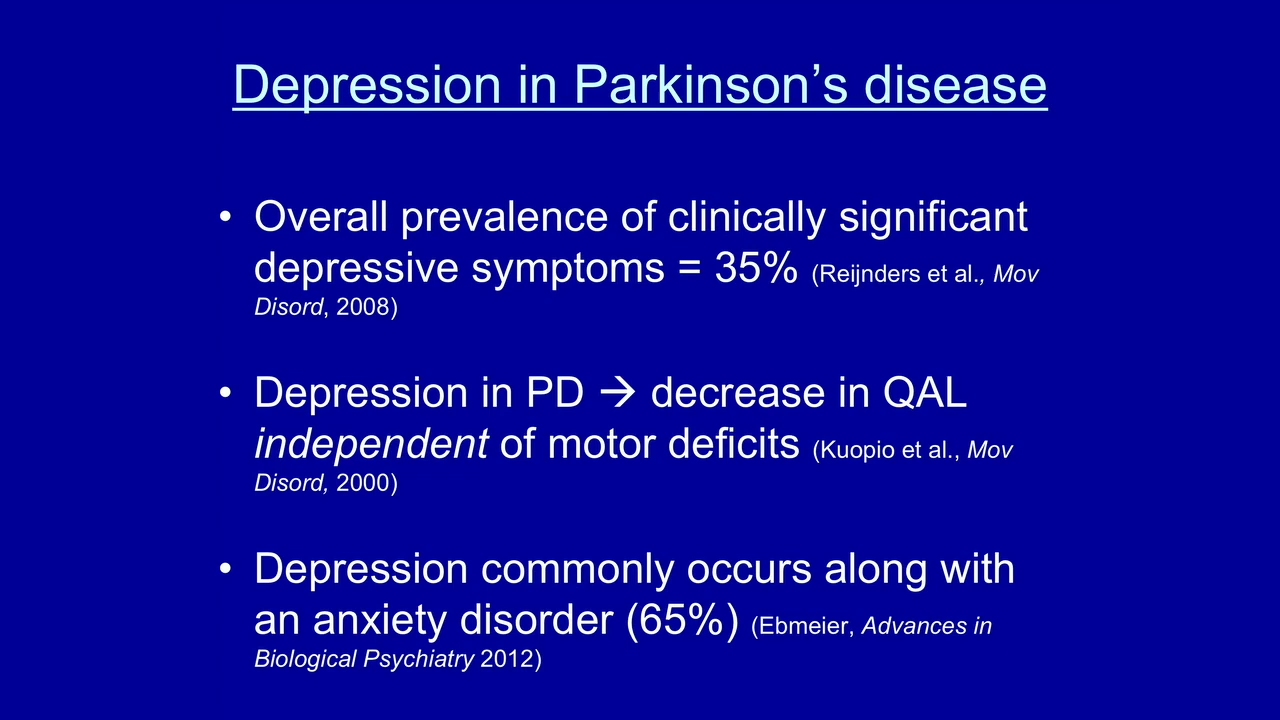 Depression in Parkinson’s disease
• Overall prevalence of clinically significant
depressive symptoms = 35% (Reijnders et al., Mov
Disord, 2008)
• Depression in PD → decrease in QAL
independent of motor deficits (Kuopio et al., Mov
Disord, 2000)
• Depression commonly occurs along with
an anxiety disorder (65%) (Ebmeier, Advances in
Biological Psychiatry 2012)